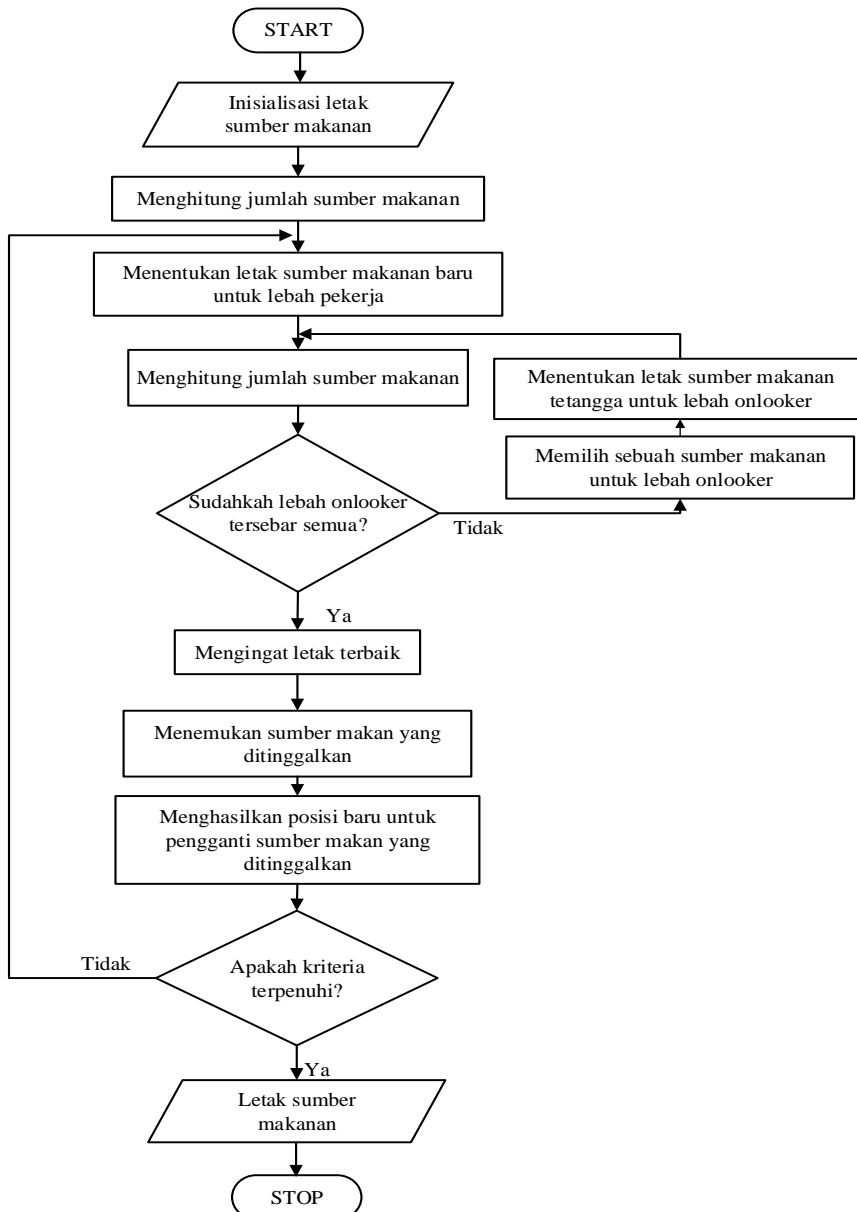 START
Inisialisasi letak
sumber makanan
Menghitung jumlah sumber makanan
Menentukan letak sumber makanan baru
untuk lebah pekerja
Menghitung jumlah sumber makanan
Menentukan letak sumber makanan
tetangga untuk lebah onlooker
Memilih sebuah sumber makanan
untuk lebah onlooker
Sudahkah lebah onlooker
tersebar semua?
Tidak
Ya
Mengingat letak terbaik
Menemukan sumber makan yang
ditinggalkan
Menghasilkan posisi baru untuk
pengganti sumber makan yang
ditinggalkan
Tidak
Apakah kriteria
terpenuhi?
Ya
Letak sumber
makanan
STOP